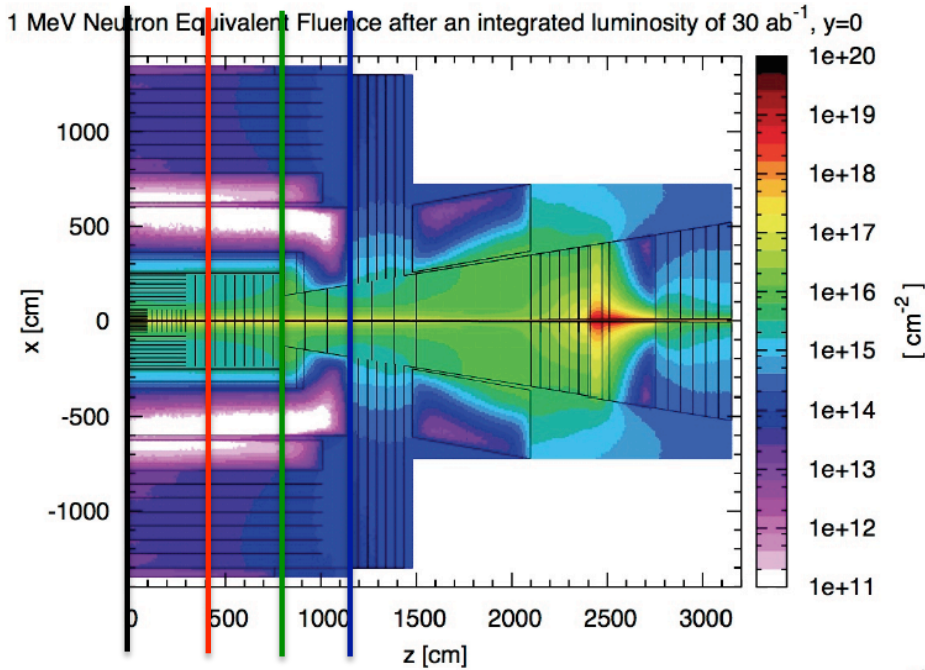 1 MeV Neutron Equivalent Fluence after an integrated luminosity of 30 ab⁻¹, y=0
1e+20
1e+19
1e+18
1e+17
1e+16
1e+15
1e+14
1e+13
1e+12
1e+11
[ cm⁻² ]
1000
500
0
-500
-1000
x [cm]
0 500 1000 1500 2000 2500 3000
z [cm]